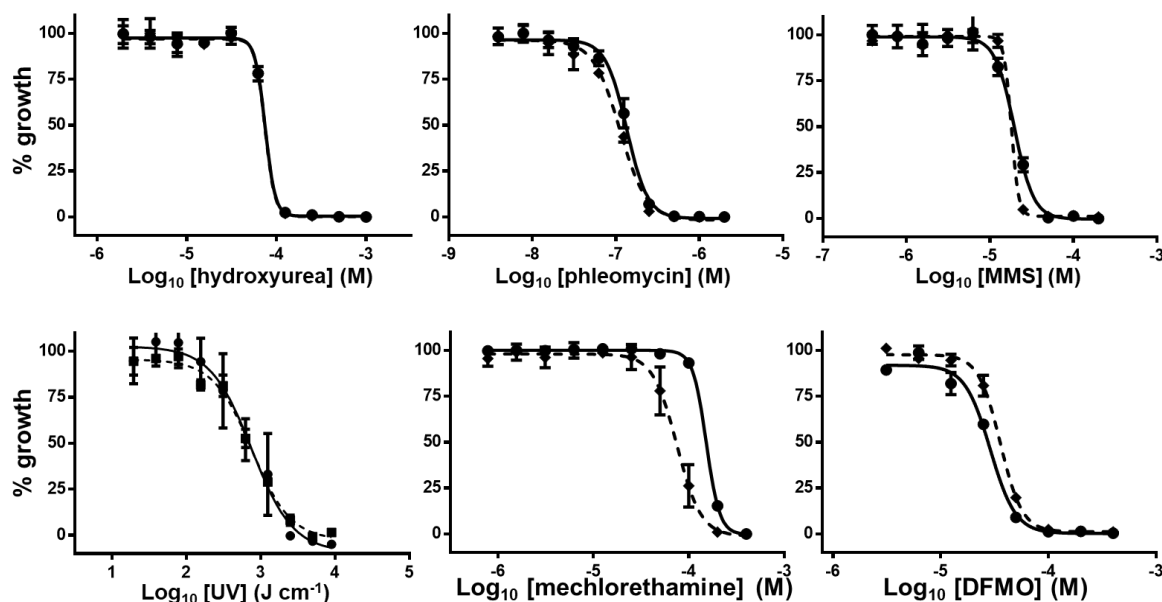 % growth
100
75
50
25
0
-6 -5 -4 -3
Log10 [hydroxyurea] (M)
100
75
50
25
0
-9 -8 -7 -6 -5
Log10 [phleomycin] (M)
100
75
50
25
0
-7 -6 -5 -4 -3
Log10 [MMS] (M)
% growth
100
75
50
25
0
1 2 3 4 5
Log10 [UV] (J cm-1)
100
75
50
25
0
-6 -5 -4 -3
Log10 [mechlorethamine] (M)
100
75
50
25
0
-6 -5 -4 -3
Log10 [DFMO] (M)